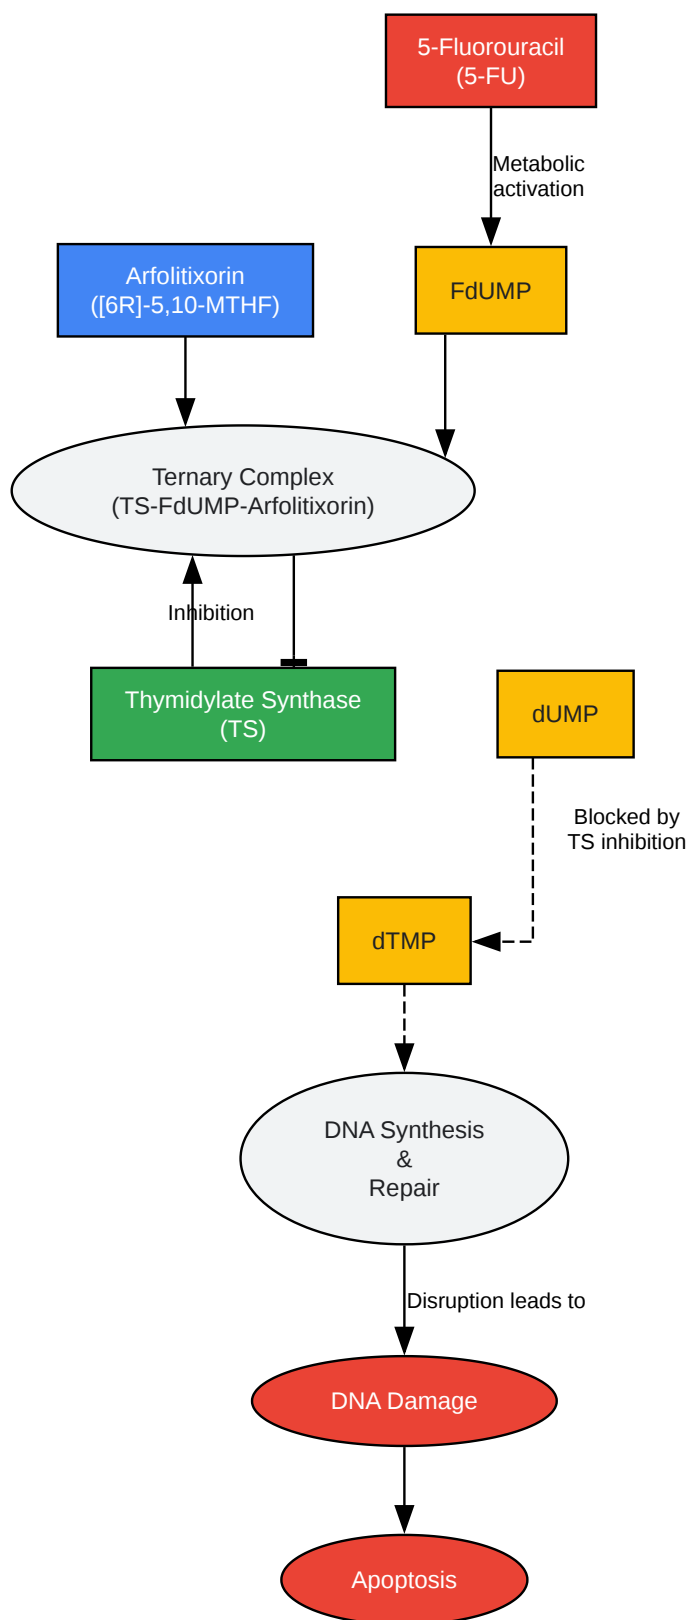 5-Fluorouracil
(5-FU)
Metabolic
activation
Arfolitixorin
([6R]-5,10-MTHF)
FdUMP
Ternary Complex
(TS-FdUMP-Arfolitixorin)
Inhibition
Thymidylate Synthase
(TS)
dUMP
Blocked by
TS inhibition
dTMP
DNA Synthesis
&
Repair
Disruption leads to
DNA Damage
Apoptosis